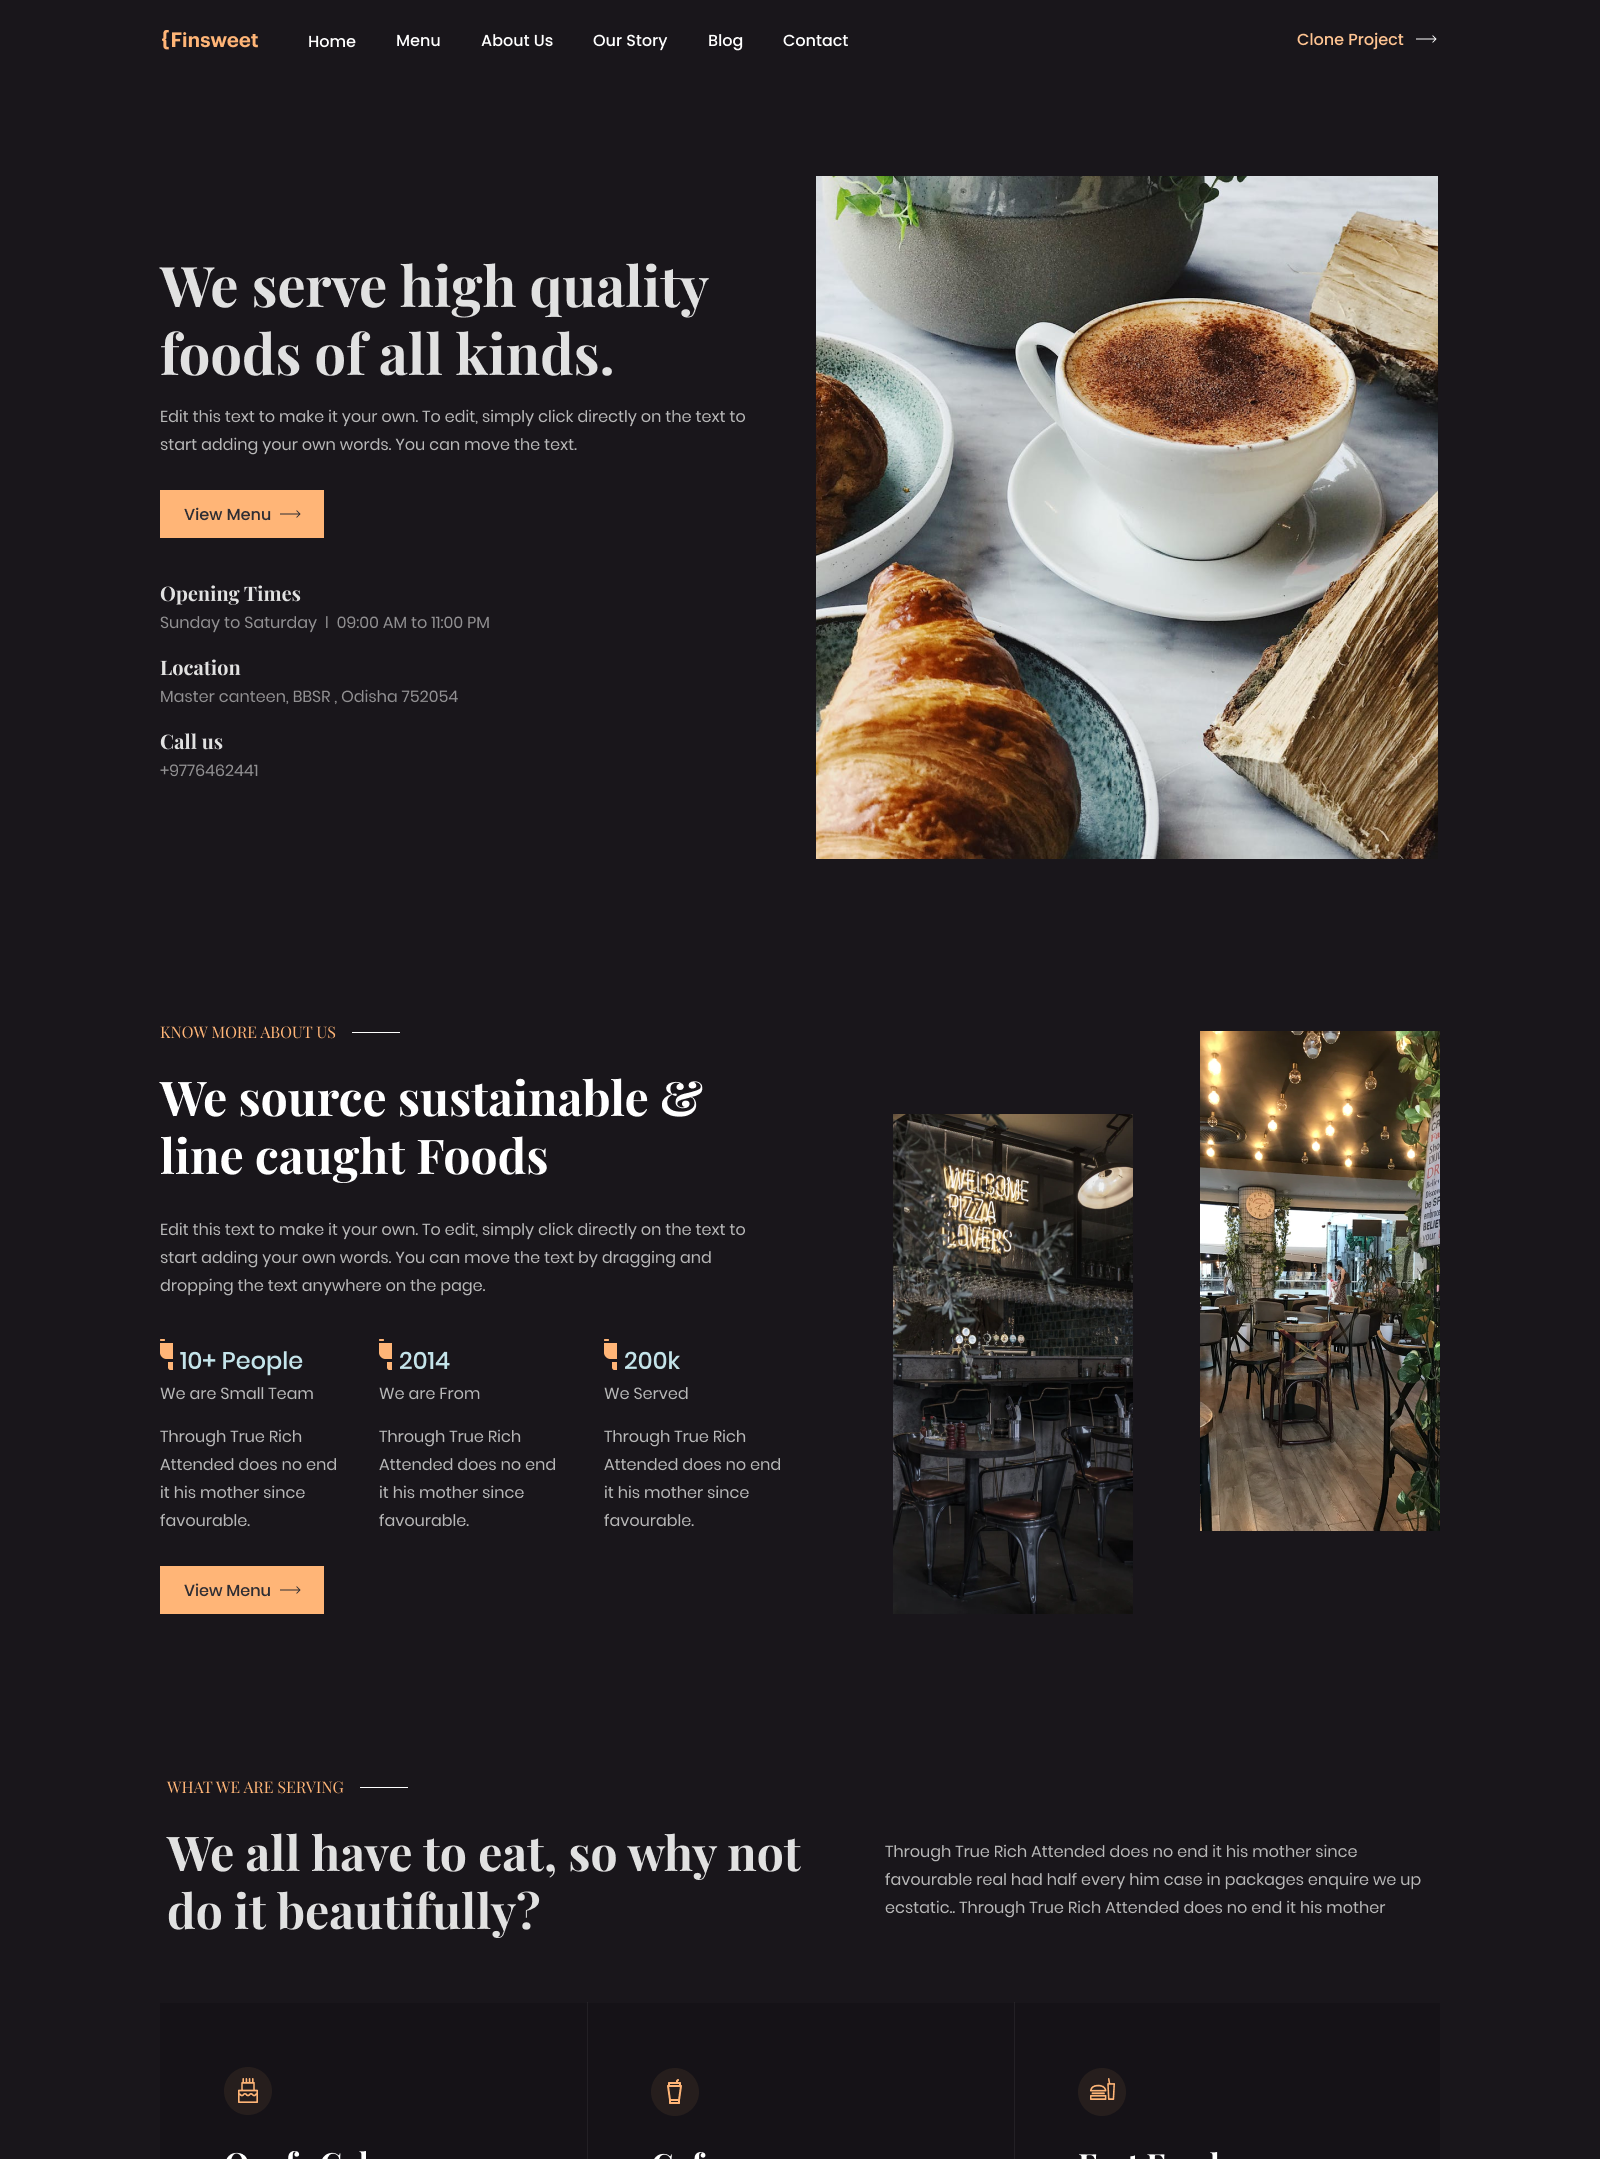 {Finsweet
Home Menu About Us Our Story Blog Contact
Clone Project
We serve high quality
foods of all kinds.
Edit this text to make it your own. To edit, simply click directly on the text to
start adding your own words. You can move the text.
View Menu
Opening Times
Sunday to Saturday | 09:00 AM to 11:00 PM
Location
Master canteen, BBSR , Odisha 752054
Call us
+9776462441
KNOW MORE ABOUT US
We source sustainable &
line caught Foods
Edit this text to make it your own. To edit, simply click directly on the text to
start adding your own words. You can move the text by dragging and
dropping the text anywhere on the page.
10+ People
We are Small Team
Through True Rich
Attended does no end
it his mother since
favourable.
2014
We are From
Through True Rich
Attended does no end
it his mother since
favourable.
200k
We Served
Through True Rich
Attended does no end
it his mother since
favourable.
View Menu
WELCOME
PIZZA
LOVERS
WHAT WE ARE SERVING
We all have to eat, so why not
do it beautifully?
Through True Rich Attended does no end it his mother since
favourable real had half every him case in packages enquire we up
ecstatic.. Through True Rich Attended does no end it his mother